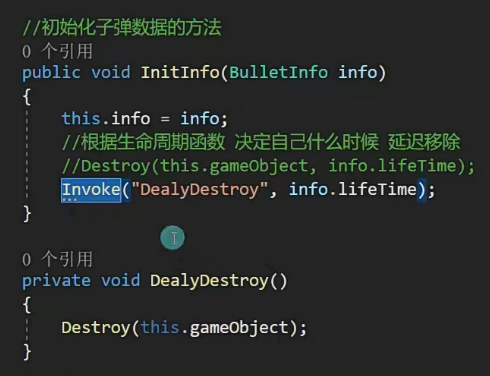 //初始化子弹数据的方法
0 个引用
public void InitInfo(BulletInfo info)
{
this.info = info;
//根据生命周期函数 决定自己什么时候 延迟移除
//Destroy(this.gameObject, info.lifeTime);
Invoke("DealyDestroy", info.lifeTime);
}
0 个引用
private void DealyDestroy()
{
Destroy(this.gameObject);
}